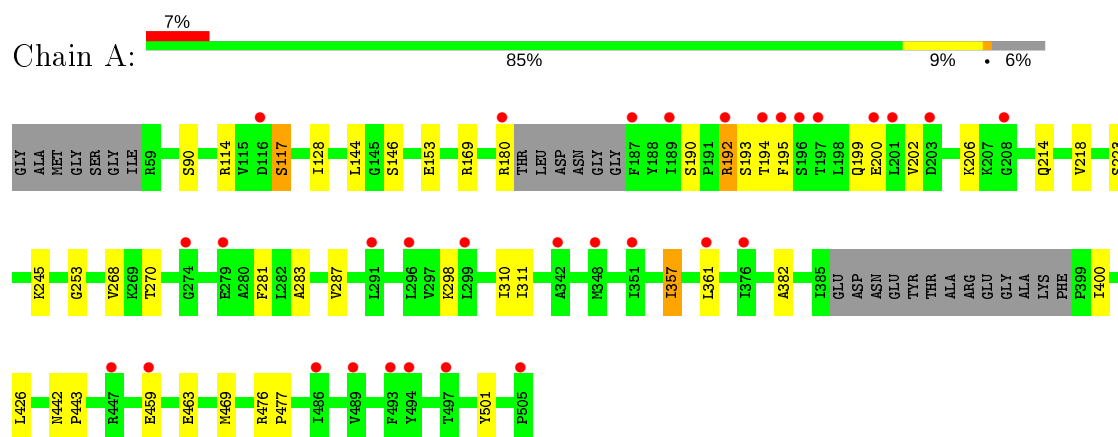 7%
Chain A:
85% 9% • 6%
GLY ALA MET GLY SER SER GLY ILE R59 S90 R114 V115 D116 S117 I128 L144 G145 S146 E153 R169 R180 THR LEU ASP ASN GLY GLY F187 Y188 I189 S190 P191 R192 S193 T194 F195 S196 T197 L198 Q199 E200 L201 V202 D203 K206 K207 G208 Q214 V218 S223
K245 G253 V268 K269 T270 G274 E279 A280 F281 L282 A283 V287 L291 L296 V297 K298 L299 I310 I311 A342 M348 I351 I357 L361 I376 A382 I385 GLU ASP ASN GLU TYR THR ALA ARG GLU GLY ALA LYS PHE P399 I400
L426 N442 P443 R447 E459 E463 M469 R476 P477 I486 V489 F493 Y494 T497 Y501 P505